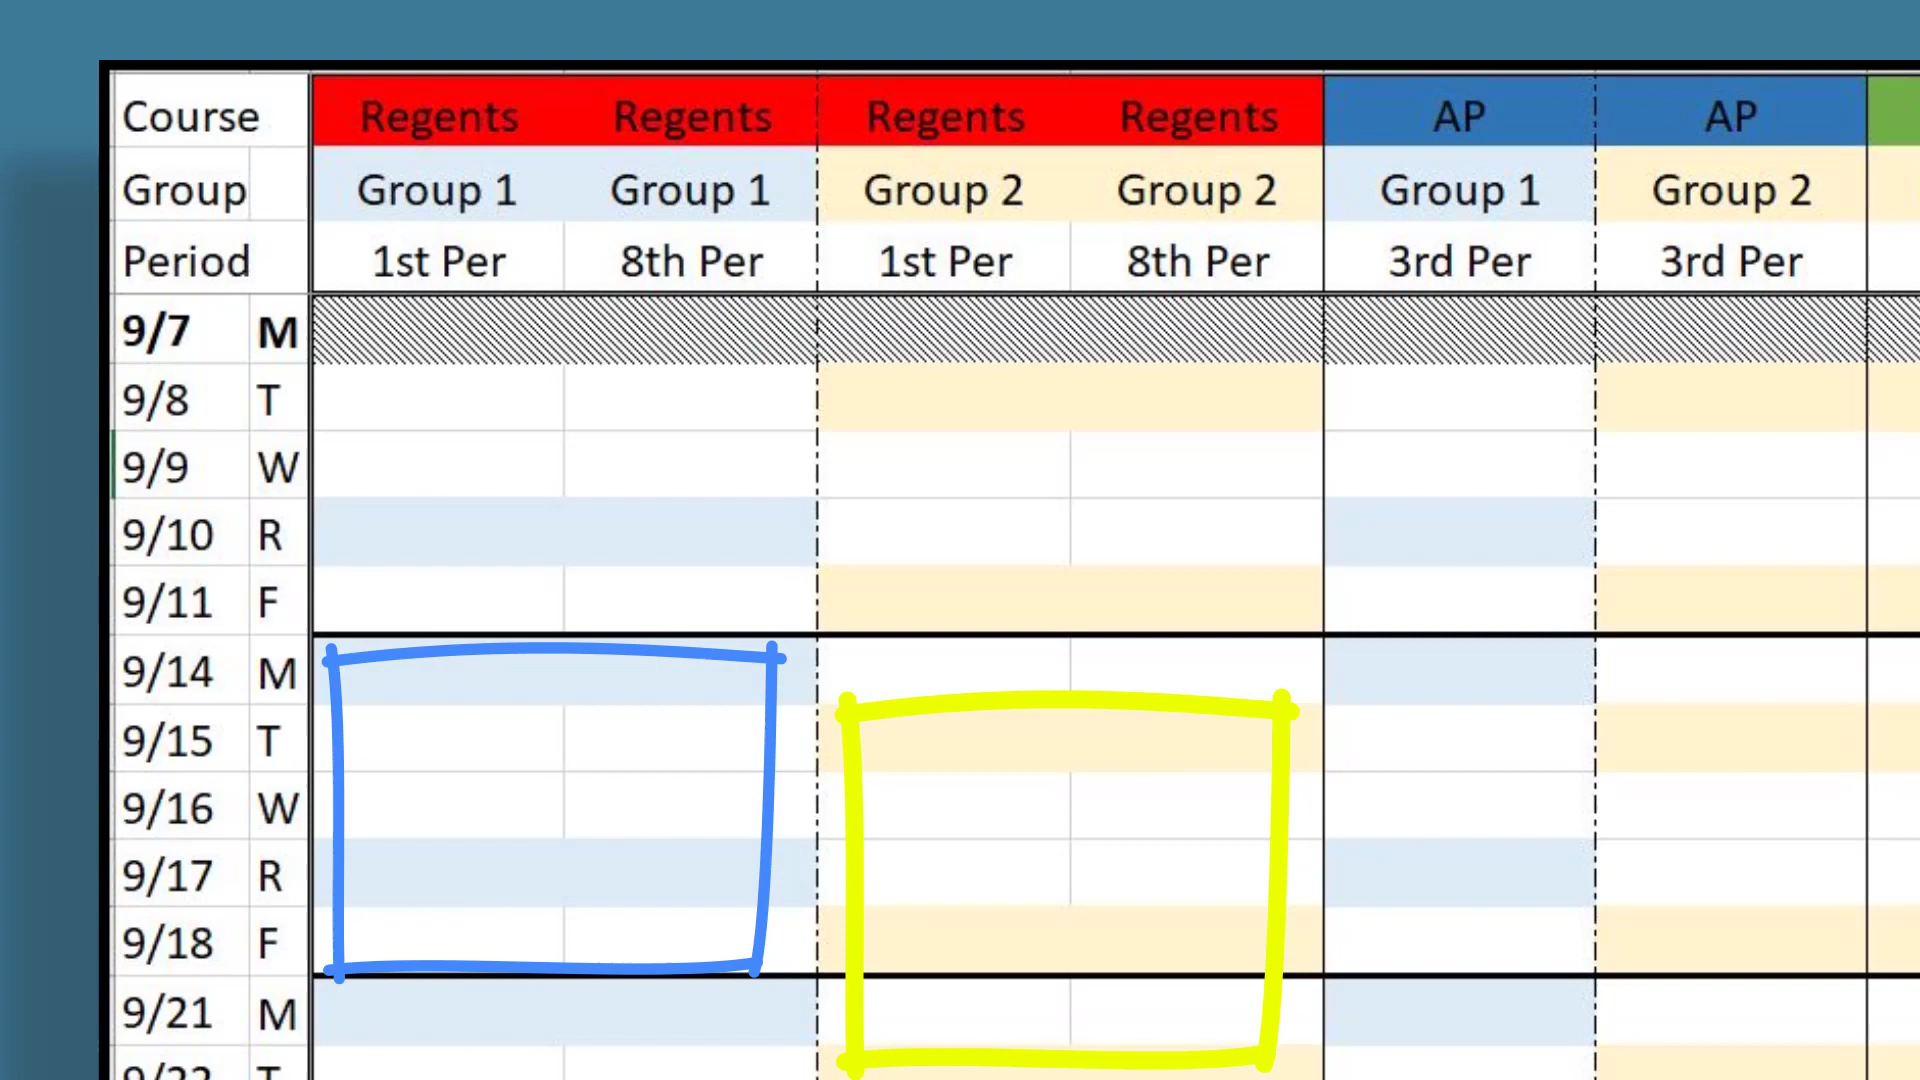 Course Regents Regents Regents Regents AP AP
Group Group 1 Group 1 Group 2 Group 2 Group 1 Group 2
Period 1st Per 8th Per 1st Per 8th Per 3rd Per 3rd Per
9/7 M
9/8 T
9/9 W
9/10 R
9/11 F
9/14 M
9/15 T
9/16 W
9/17 R
9/18 F
9/21 M
9/22 T